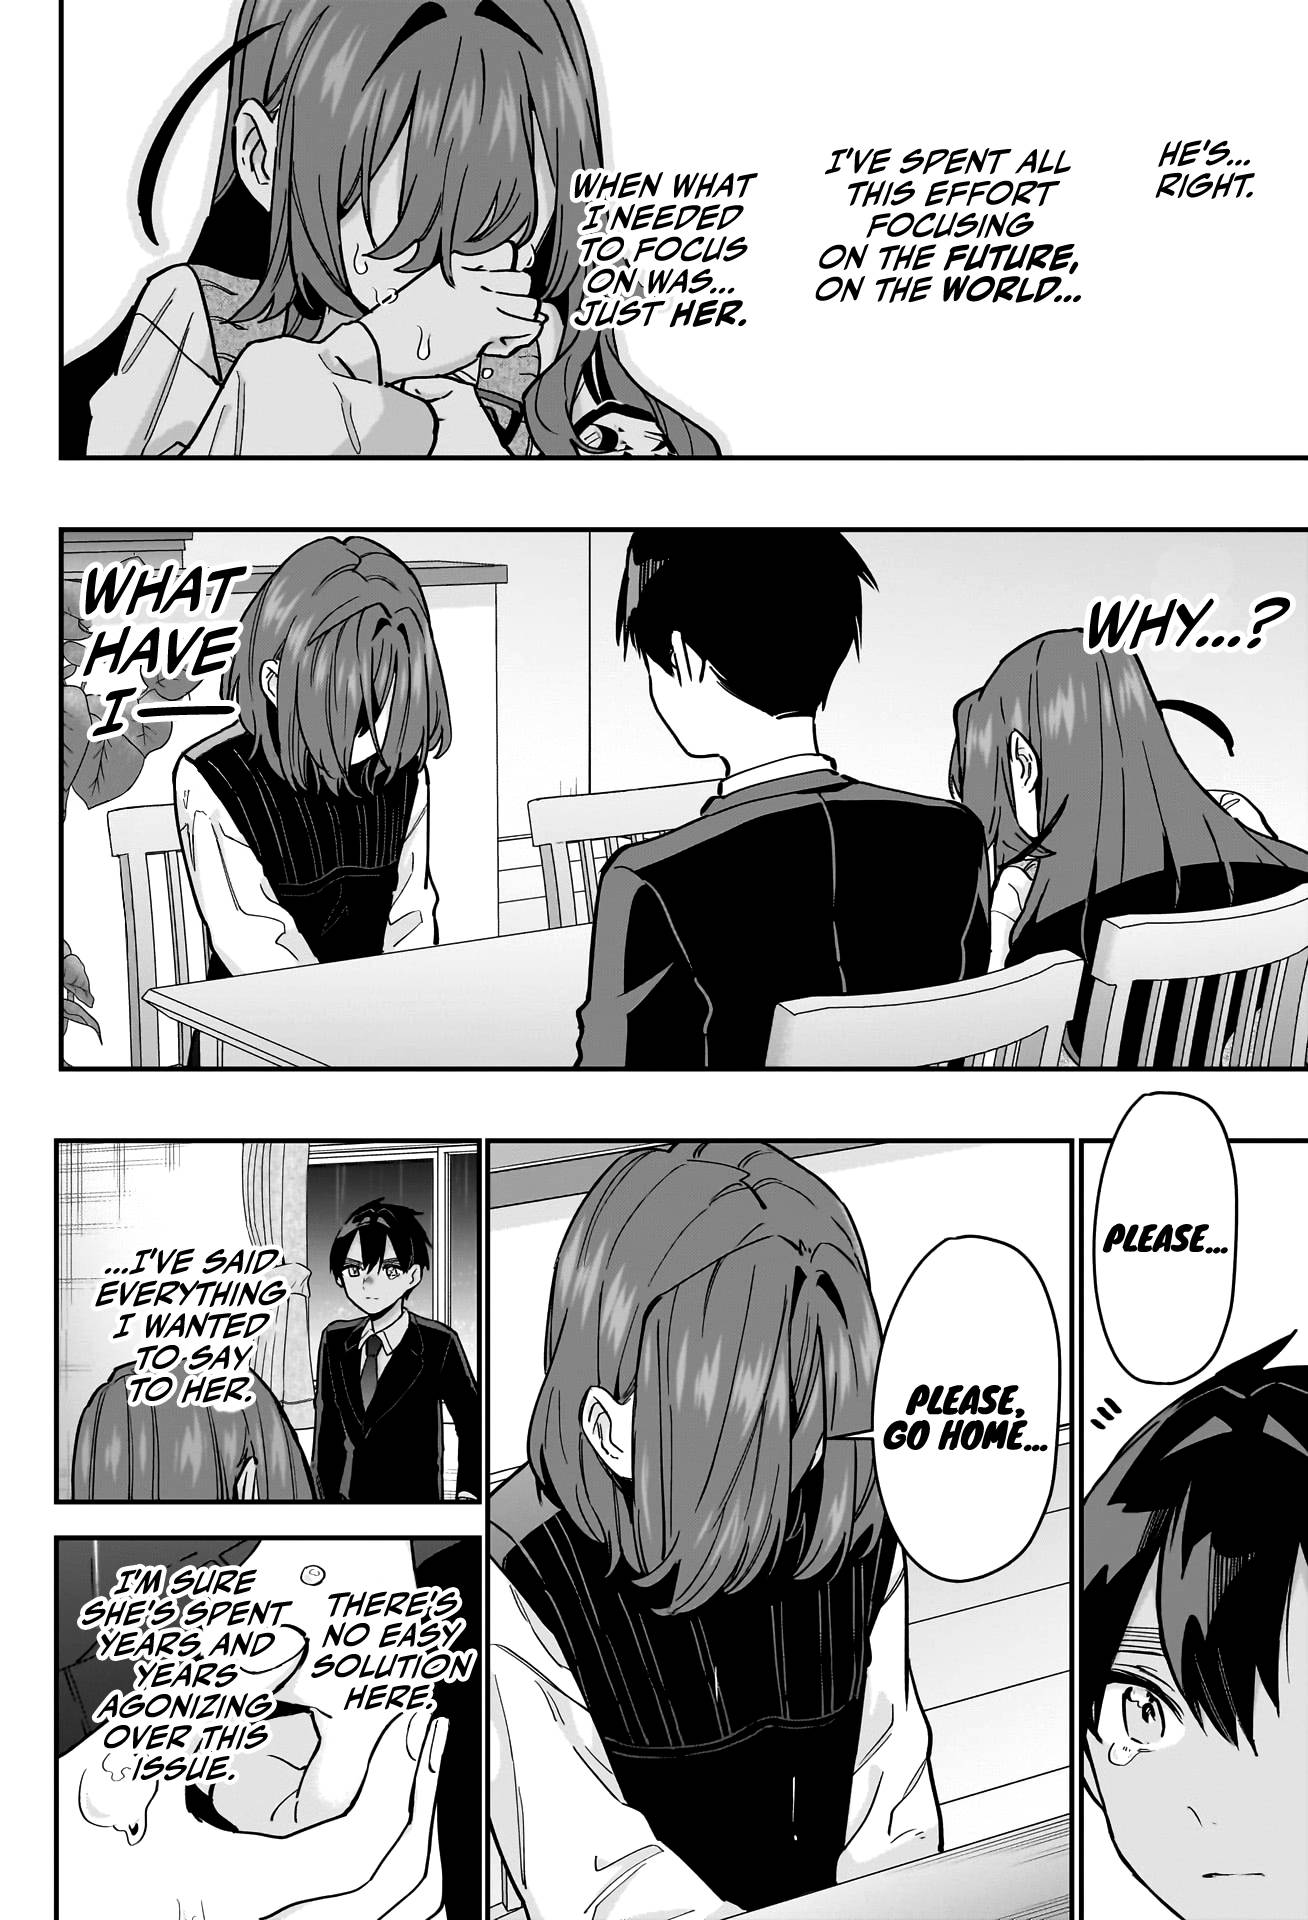 HE'S...
RIGHT.
I'VE SPENT ALL
THIS EFFORT
FOCUSING
ON THE FUTURE,
ON THE WORLD...
WHEN WHAT
I NEEDED
TO FOCUS
ON WAS...
JUST HER.
WHY...?
WHAT
HAVE
I—
PLEASE...
PLEASE,
GO HOME...
...I'VE SAID
EVERYTHING
I WANTED
TO SAY
TO HER.
THERE'S
NO EASY
SOLUTION
HERE.
I'M SURE
SHE'S SPENT
YEARS AND
YEARS
AGONIZING
OVER THIS
ISSUE.